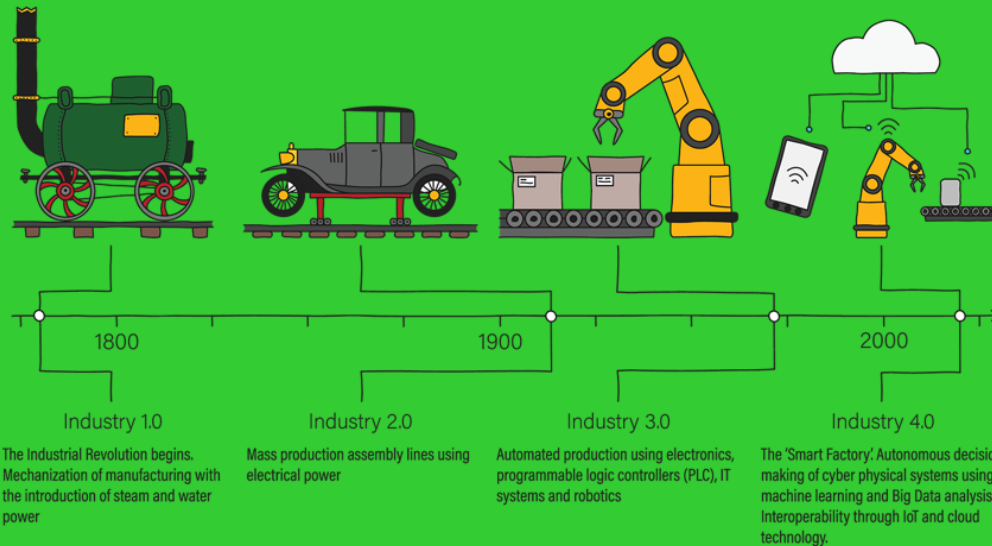 1800
1900
2000
Industry 1.0
The Industrial Revolution begins.
Mechanization of manufacturing with
the introduction of steam and water
power
Industry 2.0
Mass production assembly lines using
electrical power
Industry 3.0
Automated production using electronics,
programmable logic controllers (PLC), IT
systems and robotics
Industry 4.0
The 'Smart Factory'. Autonomous decisio
making of cyber physical systems using
machine learning and Big Data analysis
Interoperability through IoT and cloud
technology.